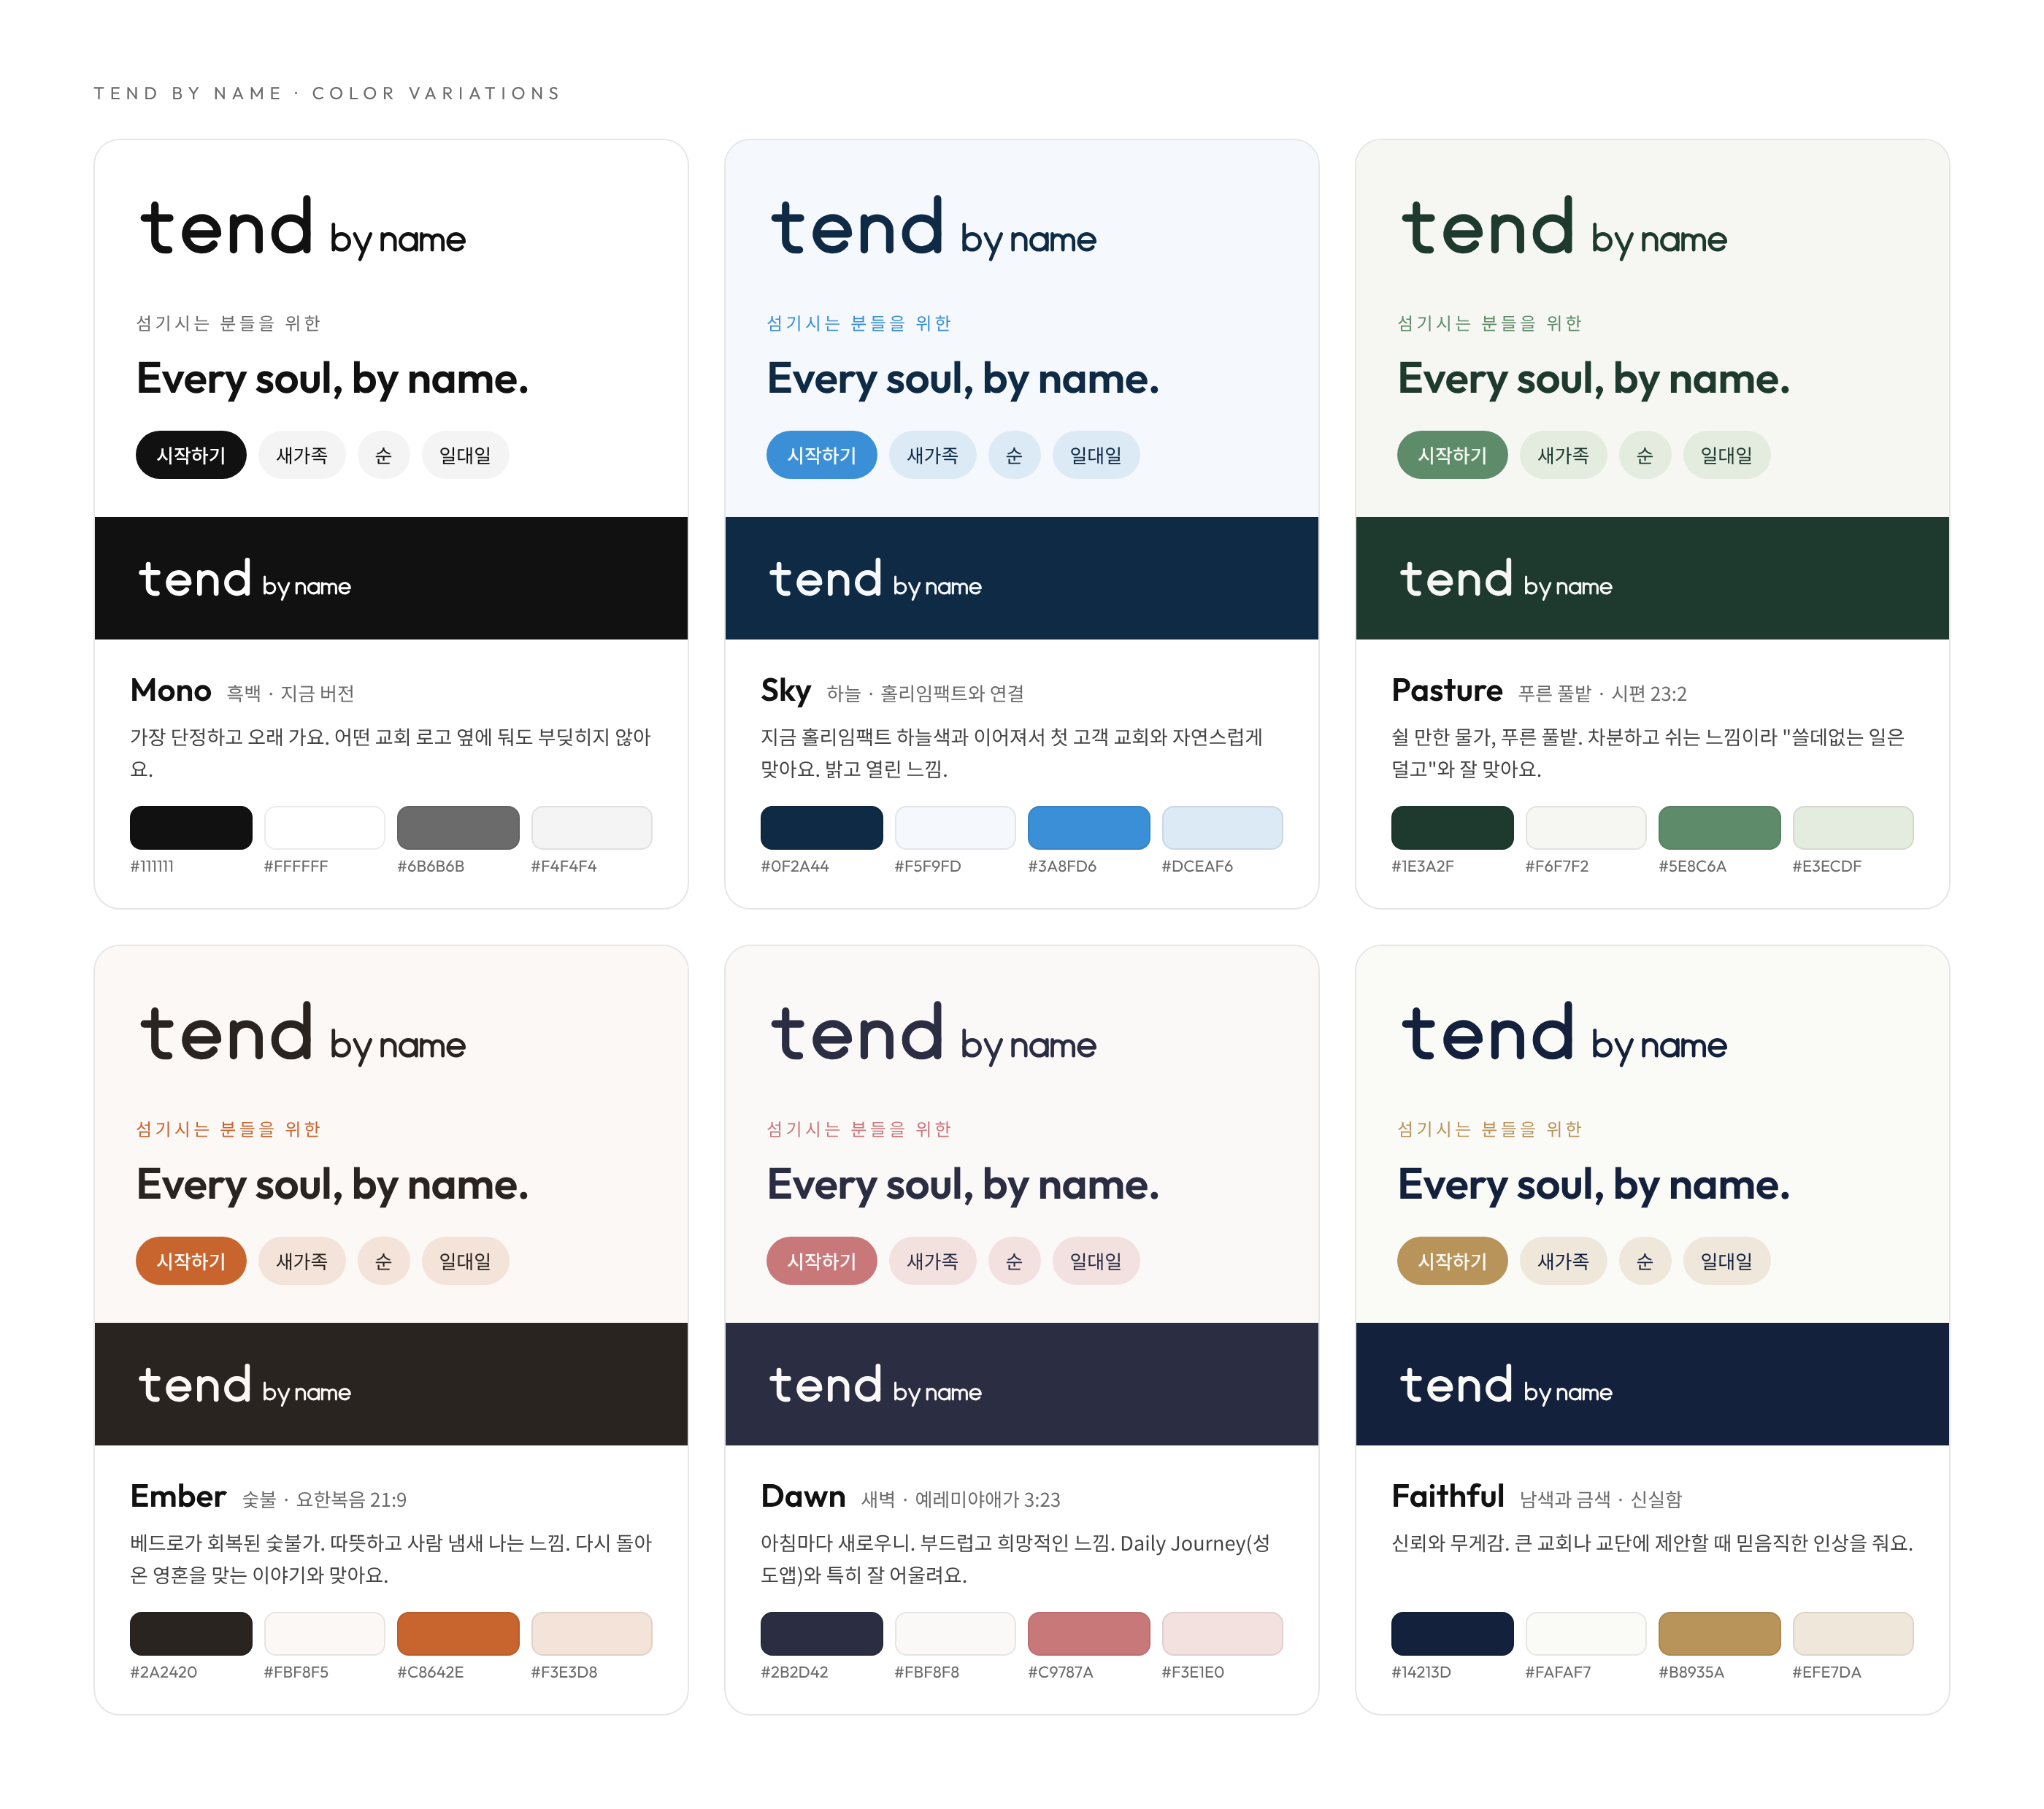 TEND BY NAME · COLOR VARIATIONS
tend by name
섬기시는 분들을 위한
Every soul, by name.
시작하기 새가족 순 일대일
tend by name
Mono 흑백 · 지금 버전
가장 단정하고 오래 가요. 어떤 교회 로고 옆에 둬도 부딪히지 않아
요.
#111111 #FFFFFF #6B6B6B #F4F4F4
tend by name
섬기시는 분들을 위한
Every soul, by name.
시작하기 새가족 순 일대일
tend by name
Sky 하늘 · 홀리임팩트와 연결
지금 홀리임팩트 하늘색과 이어져서 첫 고객 교회와 자연스럽게
맞아요. 밝고 열린 느낌.
#0F2A44 #F5F9FD #3A8FD6 #DCEAF6
tend by name
섬기시는 분들을 위한
Every soul, by name.
시작하기 새가족 순 일대일
tend by name
Pasture 푸른 풀밭 · 시편 23:2
쉴 만한 물가, 푸른 풀밭. 차분하고 쉬는 느낌이라 "쓸데없는 일은
덜고"와 잘 맞아요.
#1E3A2F #F6F7F2 #5E8C6A #E3ECDF
tend by name
섬기시는 분들을 위한
Every soul, by name.
시작하기 새가족 순 일대일
tend by name
Ember 숯불 · 요한복음 21:9
베드로가 회복된 숯불가. 따뜻하고 사람 냄새 나는 느낌. 다시 돌아
온 영혼을 맞는 이야기와 맞아요.
#2A2420 #FBF8F5 #C8642E #F3E3D8
tend by name
섬기시는 분들을 위한
Every soul, by name.
시작하기 새가족 순 일대일
tend by name
Dawn 새벽 · 예레미야애가 3:23
아침마다 새로우니. 부드럽고 희망적인 느낌. Daily Journey(성
도앱)와 특히 잘 어울려요.
#2B2D42 #FBF8F8 #C9787A #F3E1E0
tend by name
섬기시는 분들을 위한
Every soul, by name.
시작하기 새가족 순 일대일
tend by name
Faithful 남색과 금색 · 신실함
신뢰와 무게감. 큰 교회나 교단에 제안할 때 믿음직한 인상을 줘요.
#14213D #FAFAF7 #B8935A #EFE7DA